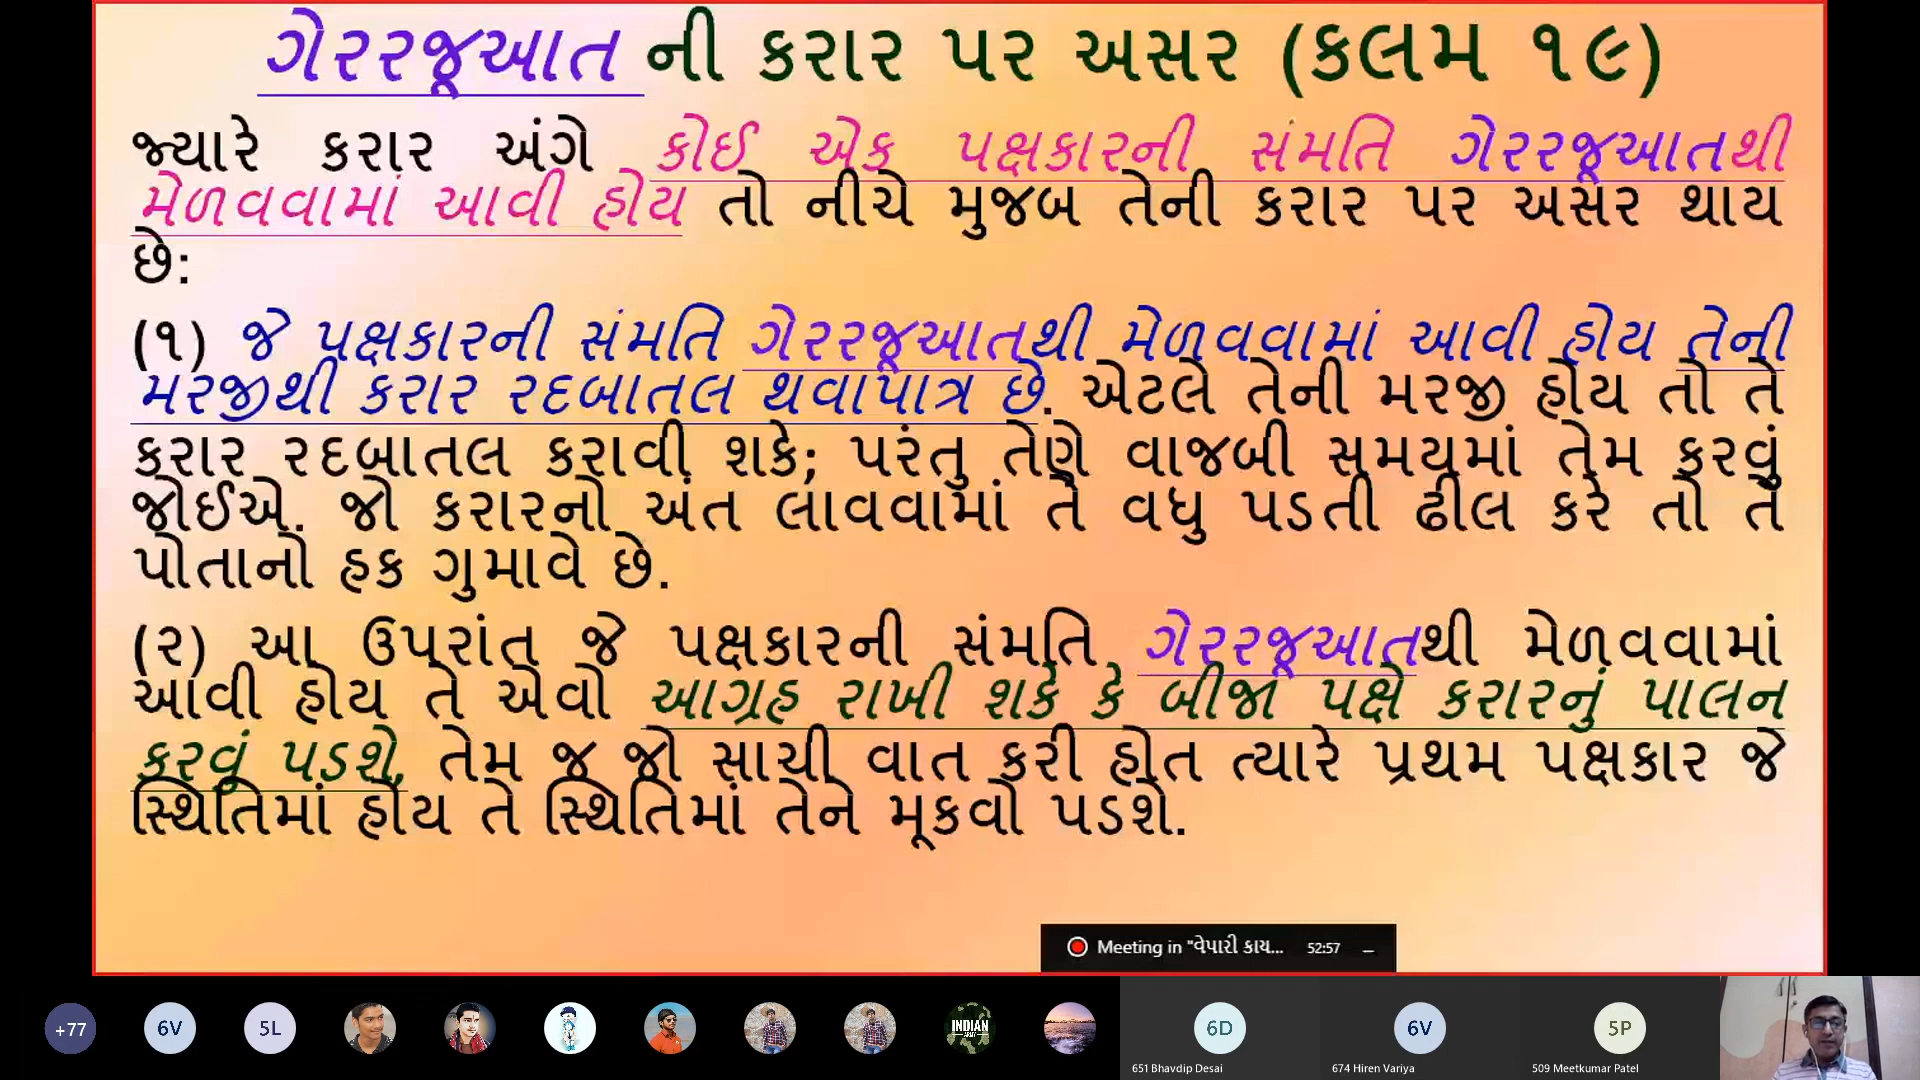 ગેરરજૂઆત ની કરાર પર અસર (કલમ ૧૯)
જ્યારે કરાર અંગે કોઈ એક પક્ષકારની સંમતિ ગેરરજૂઆતથી
મેળવવામાં આવી હોય તો નીચે મુજબ તેની કરાર પર અસર થાય
છે:
(૧) જે પક્ષકારની સંમતિ ગેરરજૂઆતથી મેળવવામાં આવી હોય તેની
મરજીથી કરાર રદબાતલ થવાપાત્ર છે. એટલે તેની મરજી હોય તો તે
કરાર રદબાતલ કરાવી શકે; પરંતુ તેણે વાજબી સમયમાં તેમ કરવું
જોઈએ. જો કરારનો અંત લાવવામાં તે વધુ પડતી ઢીલ કરે તો તે
પોતાનો હક ગુમાવે છે.
(૨) આ ઉપરાંત જે પક્ષકારની સંમતિ ગેરરજૂઆતથી મેળવવામાં
આવી હોય તે એવો આગ્રહ રાખી શકે કે બીજા પક્ષે કરારનું પાલન
કરવું પડશે, તેમ જ જો સાચી વાત કરી હોત ત્યારે પ્રથમ પક્ષકાર જે
સ્થિતિમાં હોય તે સ્થિતિમાં તેને મૂકવો પડશે.
Meeting in "વેપારી કાય... 52:57
+77 6V 5L INDIAN ARMY 6D 6V 5P
651 Bhavdip Desai 674 Hiren Variya 509 Meetkumar Patel